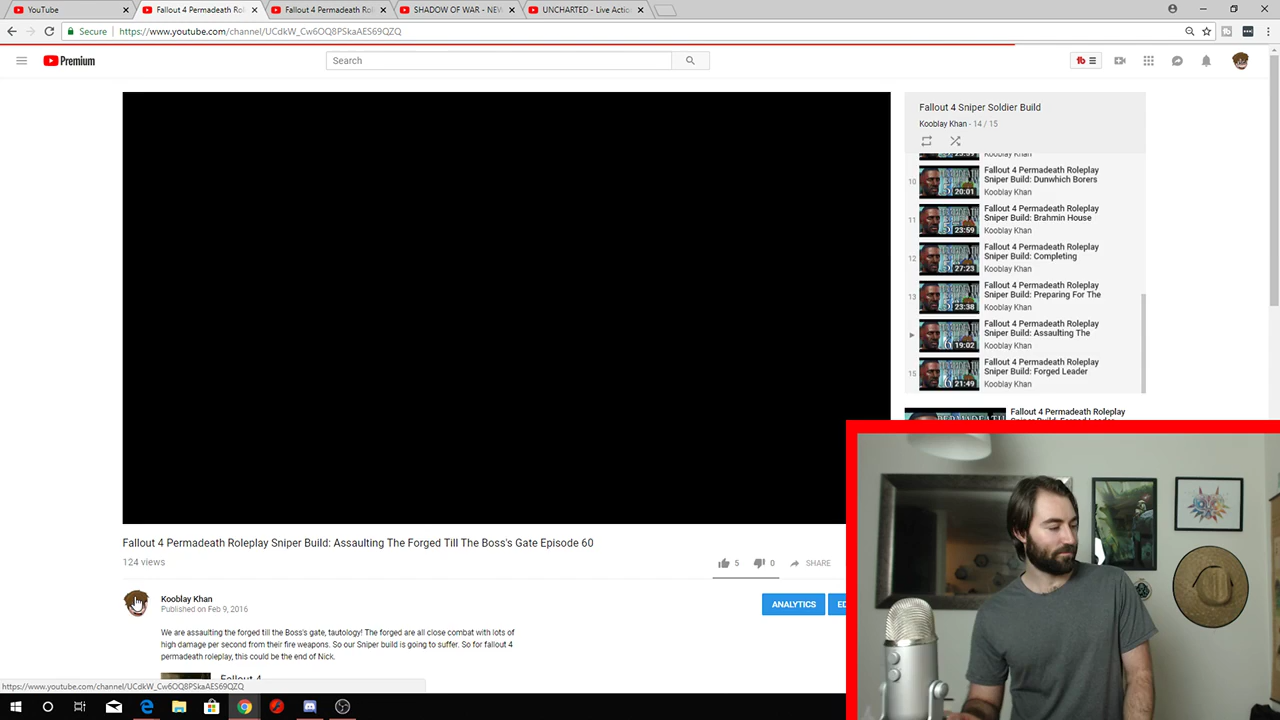 YouTube
Fallout 4 Permadeath Rol
Fallout 4 Permadeath Rol
SHADOW OF WAR - NEW
UNCHARTED - Live Actio
Secure
https://www.youtube.com/channel/UCdkW_Cw6OQ8PSkaAES69QZQ
Premium
Search
fb
Fallout 4 Sniper Soldier Build
Kooblay Khan - 14 / 15
Kooblay Khan
10
Fallout 4 Permadeath Roleplay
Sniper Build: Dunwhich Borers
Kooblay Khan
20:01
11
Fallout 4 Permadeath Roleplay
Sniper Build: Brahmin House
Kooblay Khan
23:59
12
Fallout 4 Permadeath Roleplay
Sniper Build: Completing
Kooblay Khan
27:23
13
Fallout 4 Permadeath Roleplay
Sniper Build: Preparing For The
Kooblay Khan
23:38
Fallout 4 Permadeath Roleplay
Sniper Build: Assaulting The
Kooblay Khan
19:02
15
Fallout 4 Permadeath Roleplay
Sniper Build: Forged Leader
Kooblay Khan
21:49
Fallout 4 Permadeath Roleplay
Fallout 4 Permadeath Roleplay Sniper Build: Assaulting The Forged Till The Boss's Gate Episode 60
124 views
5
0
SHARE
Kooblay Khan
Published on Feb 9, 2016
ANALYTICS
ED
We are assaulting the forged till the Boss's gate, tautology! The forged are all close combat with lots of
high damage per second from their fire weapons. So our Sniper build is going to suffer. So for fallout 4
permadeath roleplay, this could be the end of Nick.
Fallout 4
https://www.youtube.com/channel/UCdkW_Cw6OQ8PSkaAES69QZQ